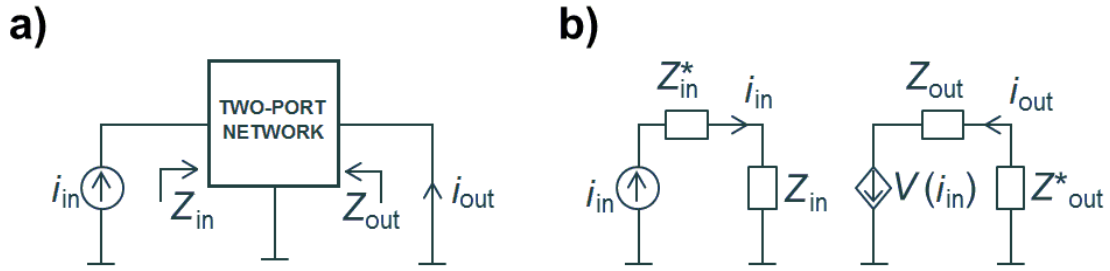 a)
TWO-PORT
NETWORK
i_in
Z_in
Z_out
i_out
b)
Z*_in
i_in
Z_out
i_out
i_in
Z_in
V(i_in)
Z*_out